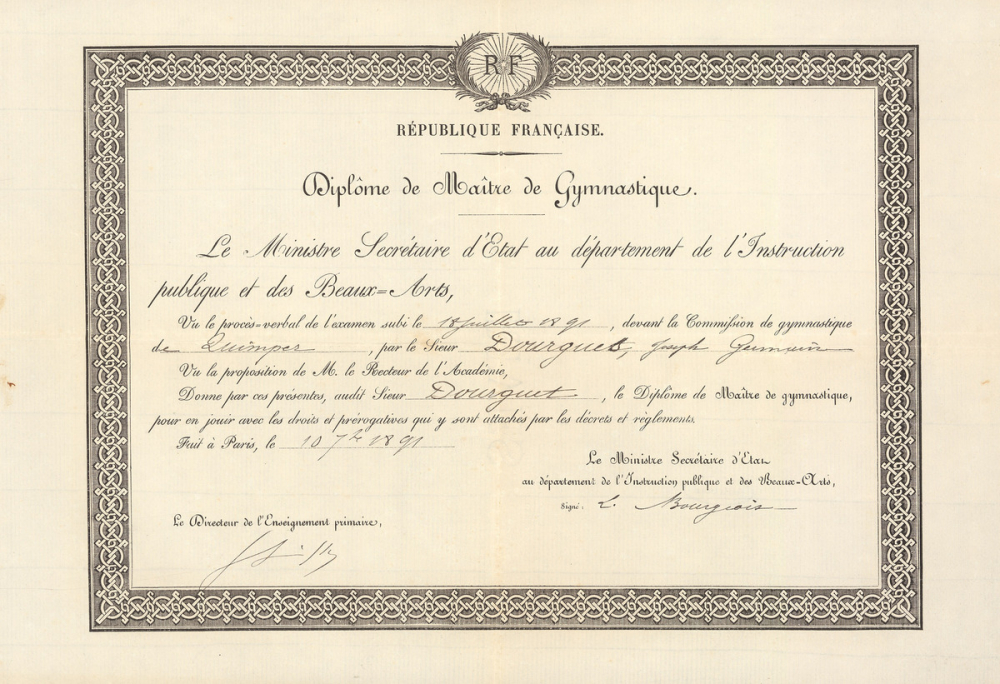 RF
RÉPUBLIQUE FRANÇAISE.
Diplôme de Maître de Gymnastique.
Le Ministre Secrétaire d'Etat au département de l'Instruction
publique et des Beaux=Arts,
Vu le procès=verbal de l'examen subi le 18 juillet 1891, devant la Commission de gymnastique
de Quimper, par le Sieur Dourguet, Joseph Germain
Vu la proposition de M. le Recteur de l'Académie,
Donne par ces présentes, audit Sieur Dourguet, le Diplôme de Maître de gymnastique,
pour en jouir avec les droits et prérogatives qui y sont attachés par les décrets et règlements.
Fait à Paris, le 10 7bre 1891
Le Ministre Secrétaire d'Etat
au département de l'Instruction publique et des Beaux-Arts,
Signé: L. Bourgeois
Le Directeur de l'Enseignement primaire,